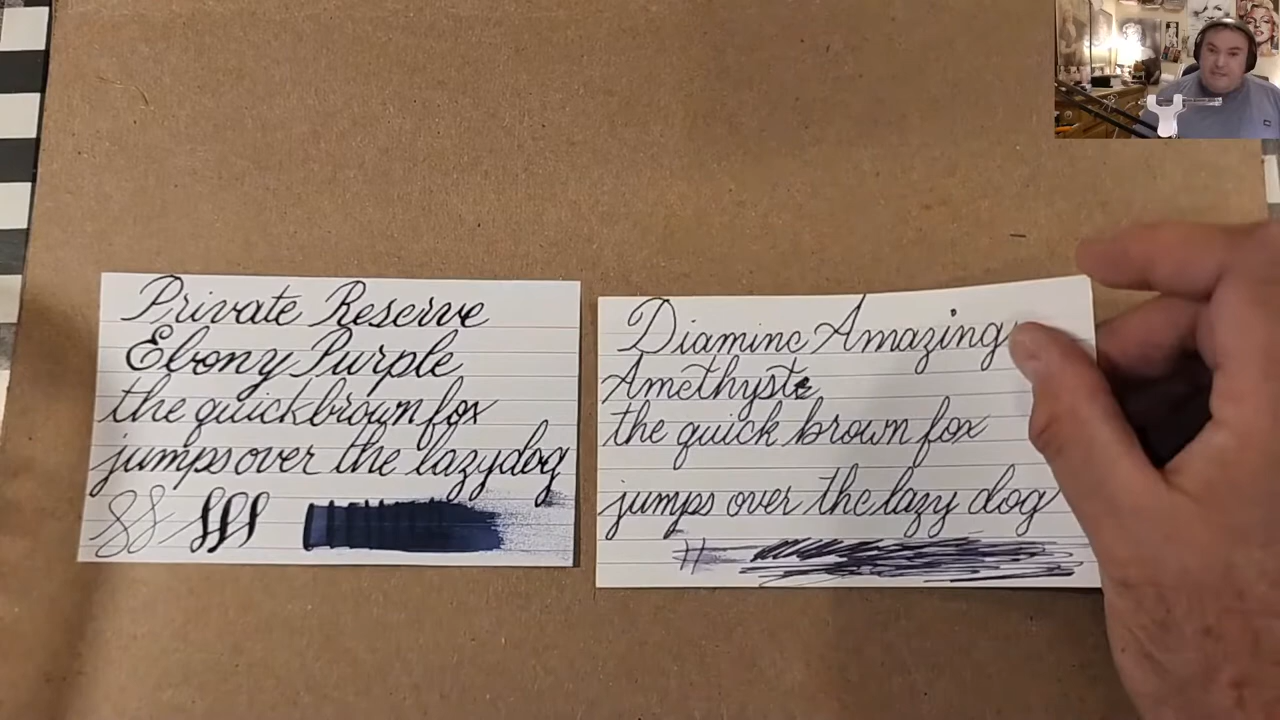 Private Reserve
Ebony Purple
the quick brown fox
jumps over the lazy dog
Diamine Amazing
Amethyst
the quick brown fox
jumps over the lazy dog